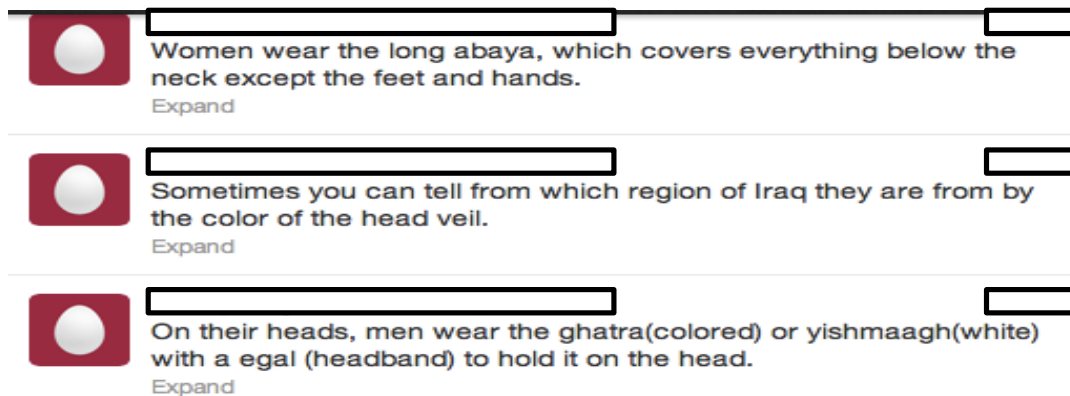 Women wear the long abaya, which covers everything below the
neck except the feet and hands.
Expand
Sometimes you can tell from which region of Iraq they are from by
the color of the head veil.
Expand
On their heads, men wear the ghatra(colored) or yishmaagh(white)
with a egal (headband) to hold it on the head.
Expand